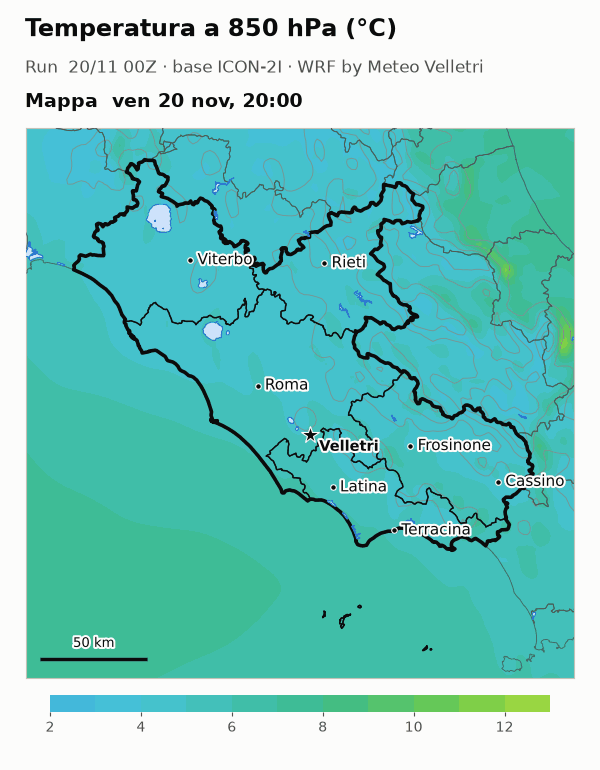 Temperatura a 850 hPa (°C)
Run  20/11 00Z · base ICON-2I · WRF by Meteo Velletri
Mappa  ven 20 nov, 20:00
Viterbo
Rieti
Roma
Velletri
Frosinone
Latina
Cassino
Terracina
50 km
2 4 6 8 10 12